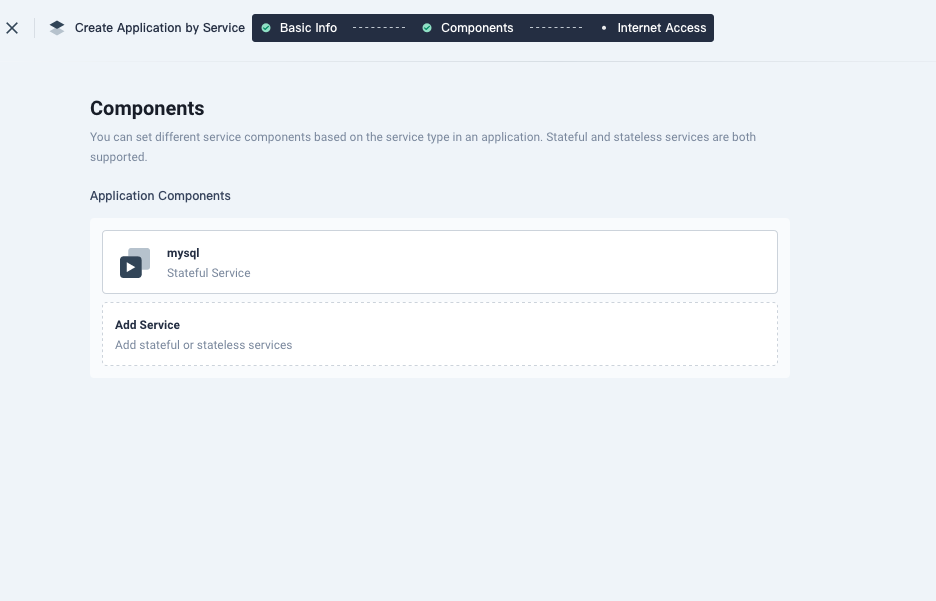 Create Application by Service Basic Info Components Internet Access
Components
You can set different service components based on the service type in an application. Stateful and stateless services are both
supported.
Application Components
mysql
Stateful Service
Add Service
Add stateful or stateless services